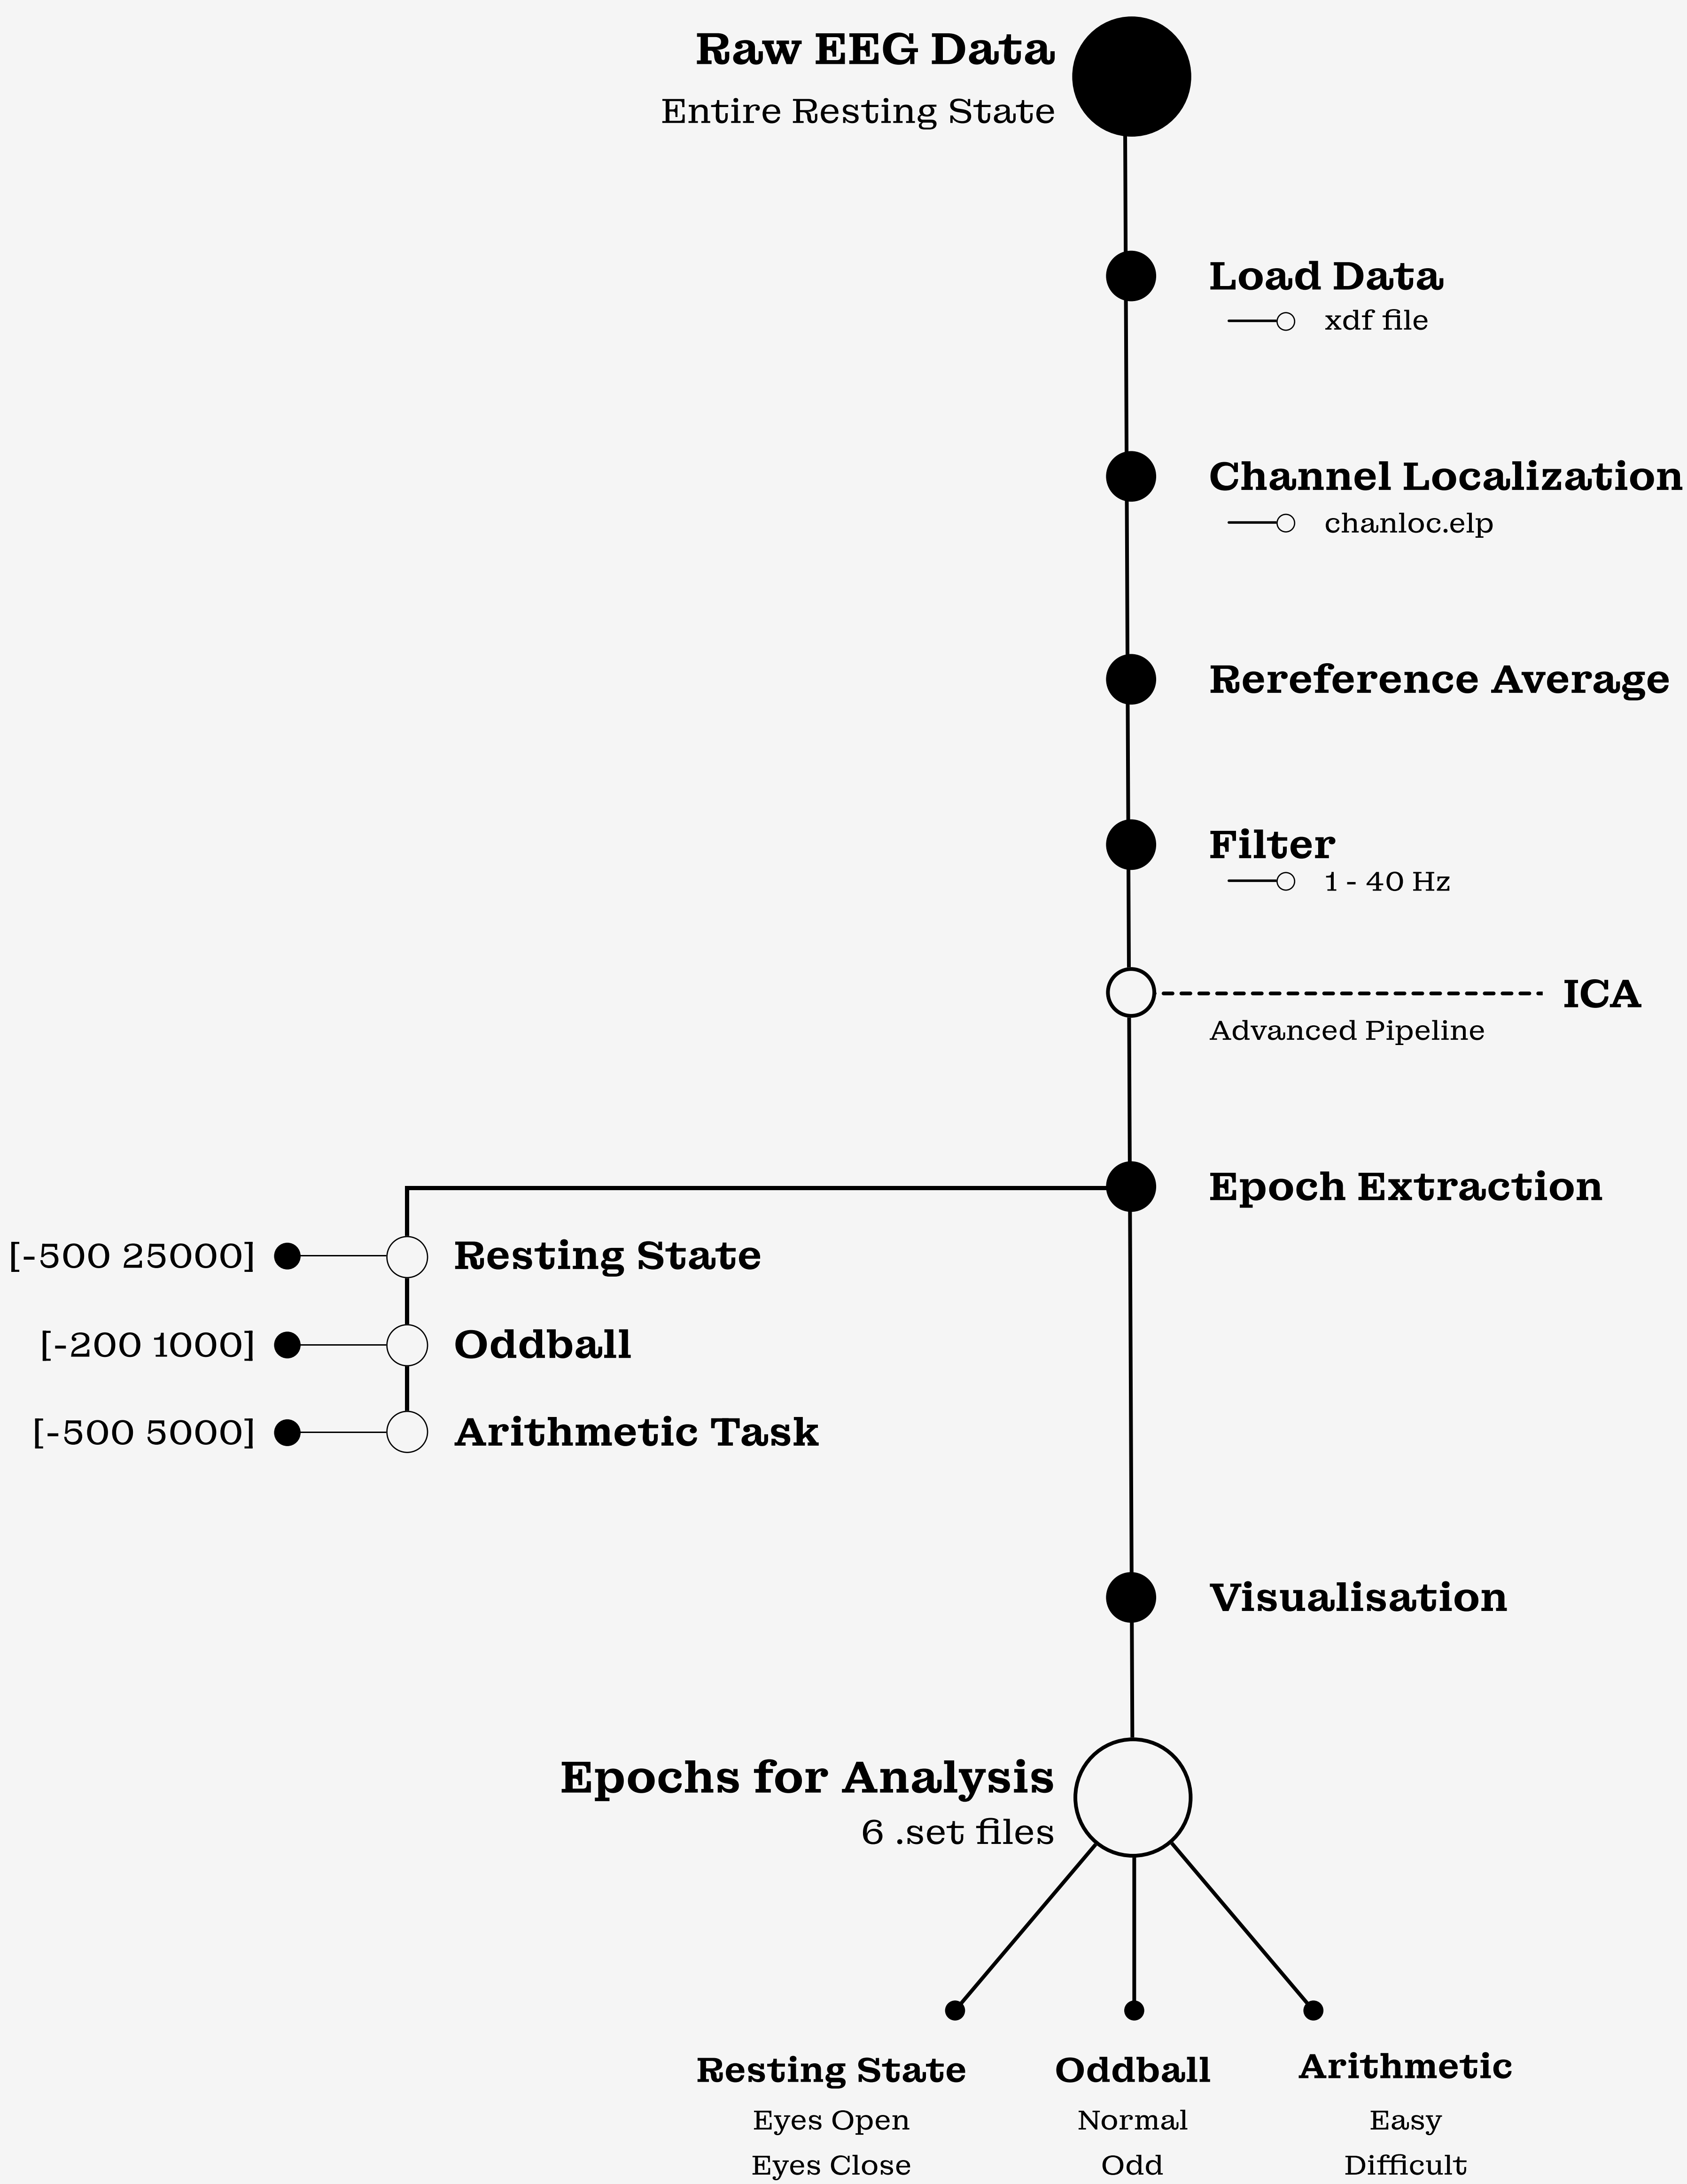 Raw EEG Data
Entire Resting State
Load Data
xdf file
Channel Localization
chanloc.elp
Rereference Average
Filter
1 - 40 Hz
ICA
Advanced Pipeline
Epoch Extraction
[-500 25000] Resting State
[-200 1000] Oddball
[-500 5000] Arithmetic Task
Visualisation
Epochs for Analysis
6 .set files
Resting State
Eyes Open
Eyes Close
Oddball
Normal
Odd
Arithmetic
Easy
Difficult